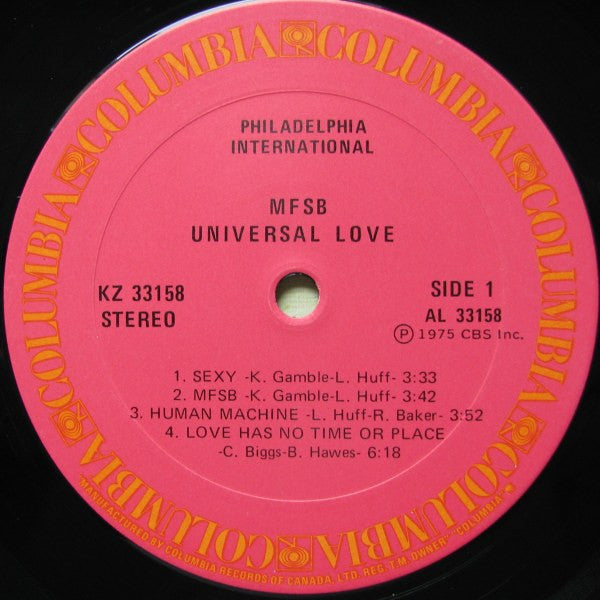 COLUMBIA COLUMBIA COLUMBIA COLUMBIA COLUMBIA COLUMBIA
PHILADELPHIA
INTERNATIONAL
MFSB
UNIVERSAL LOVE
KZ 33158
STEREO
SIDE 1
AL 33158
Ⓟ 1975 CBS Inc.
1. SEXY -K. Gamble-L. Huff- 3:33
2. MFSB -K. Gamble-L. Huff- 3:42
3. HUMAN MACHINE -L. Huff-R. Baker- 3:52
4. LOVE HAS NO TIME OR PLACE
-C. Biggs-B. Hawes- 6:18
"MANUFACTURED BY COLUMBIA RECORDS OF CANADA, LTD. REG. T.M. OWNER" "COLUMBIA"